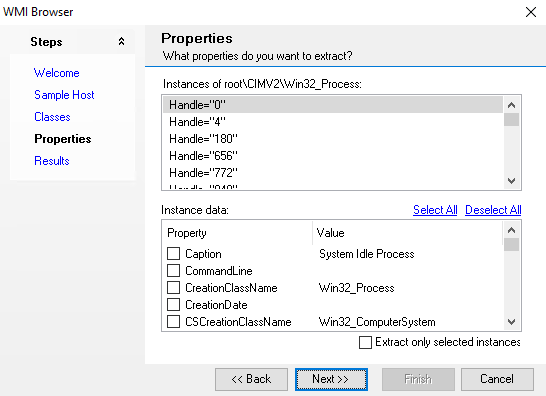 WMI Browser
Steps
Welcome
Sample Host
Classes
Properties
Results
Properties
What properties do you want to extract?
Instances of root\CIMV2\Win32_Process:
Handle="0"
Handle="4"
Handle="180"
Handle="656"
Handle="772"
Instance data:
Select All Deselect All
Property Value
Caption System Idle Process
CommandLine
CreationClassName Win32_Process
CreationDate
CSCreationClassName Win32_ComputerSystem
Extract only selected instances
<< Back Next >> Finish Cancel